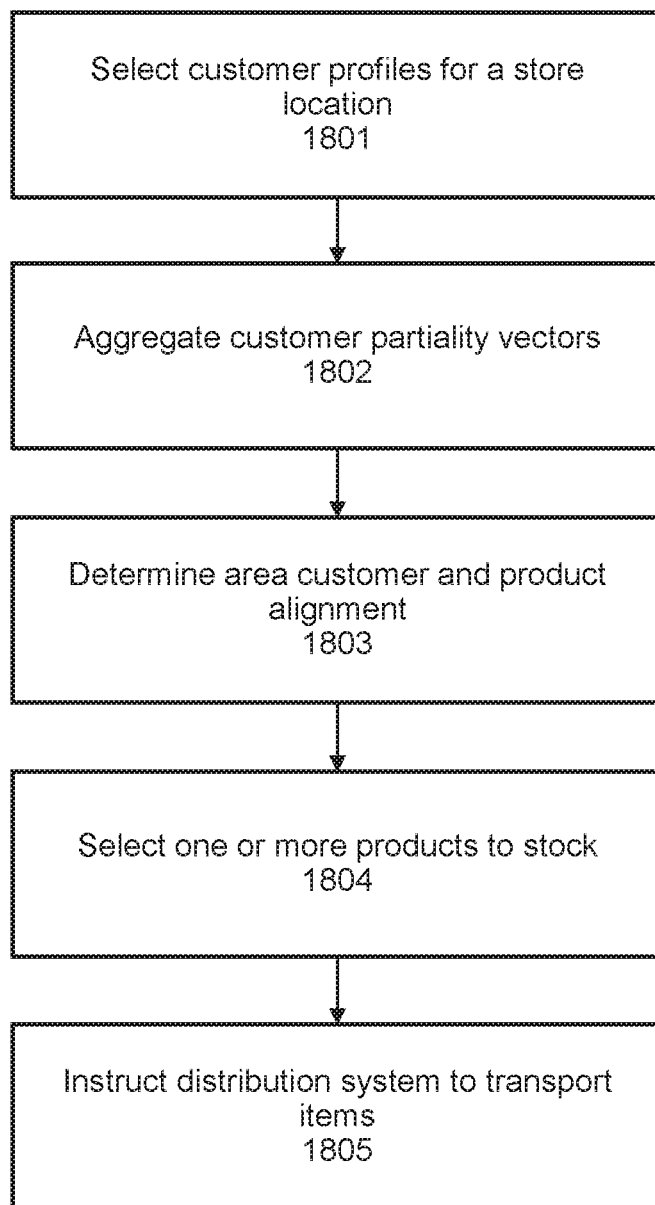 Select customer profiles for a store
location
1801
Aggregate customer partiality vectors
1802
Determine area customer and product
alignment
1803
Select one or more products to stock
1804
Instruct distribution system to transport
items
1805